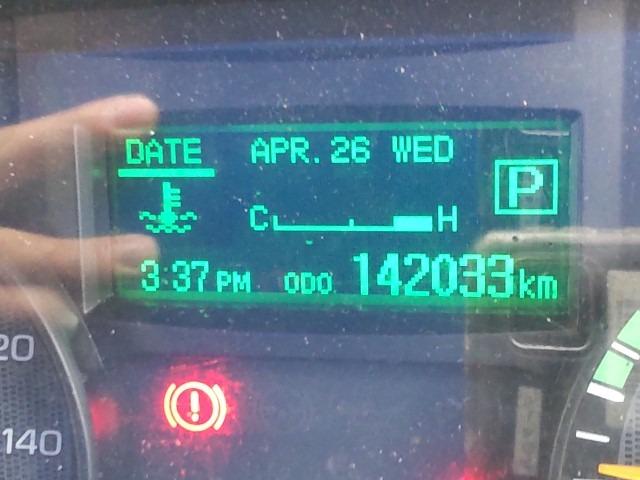 DATE APR. 26 WED
P
C H
3:37 PM ODO 142033 km
20
140